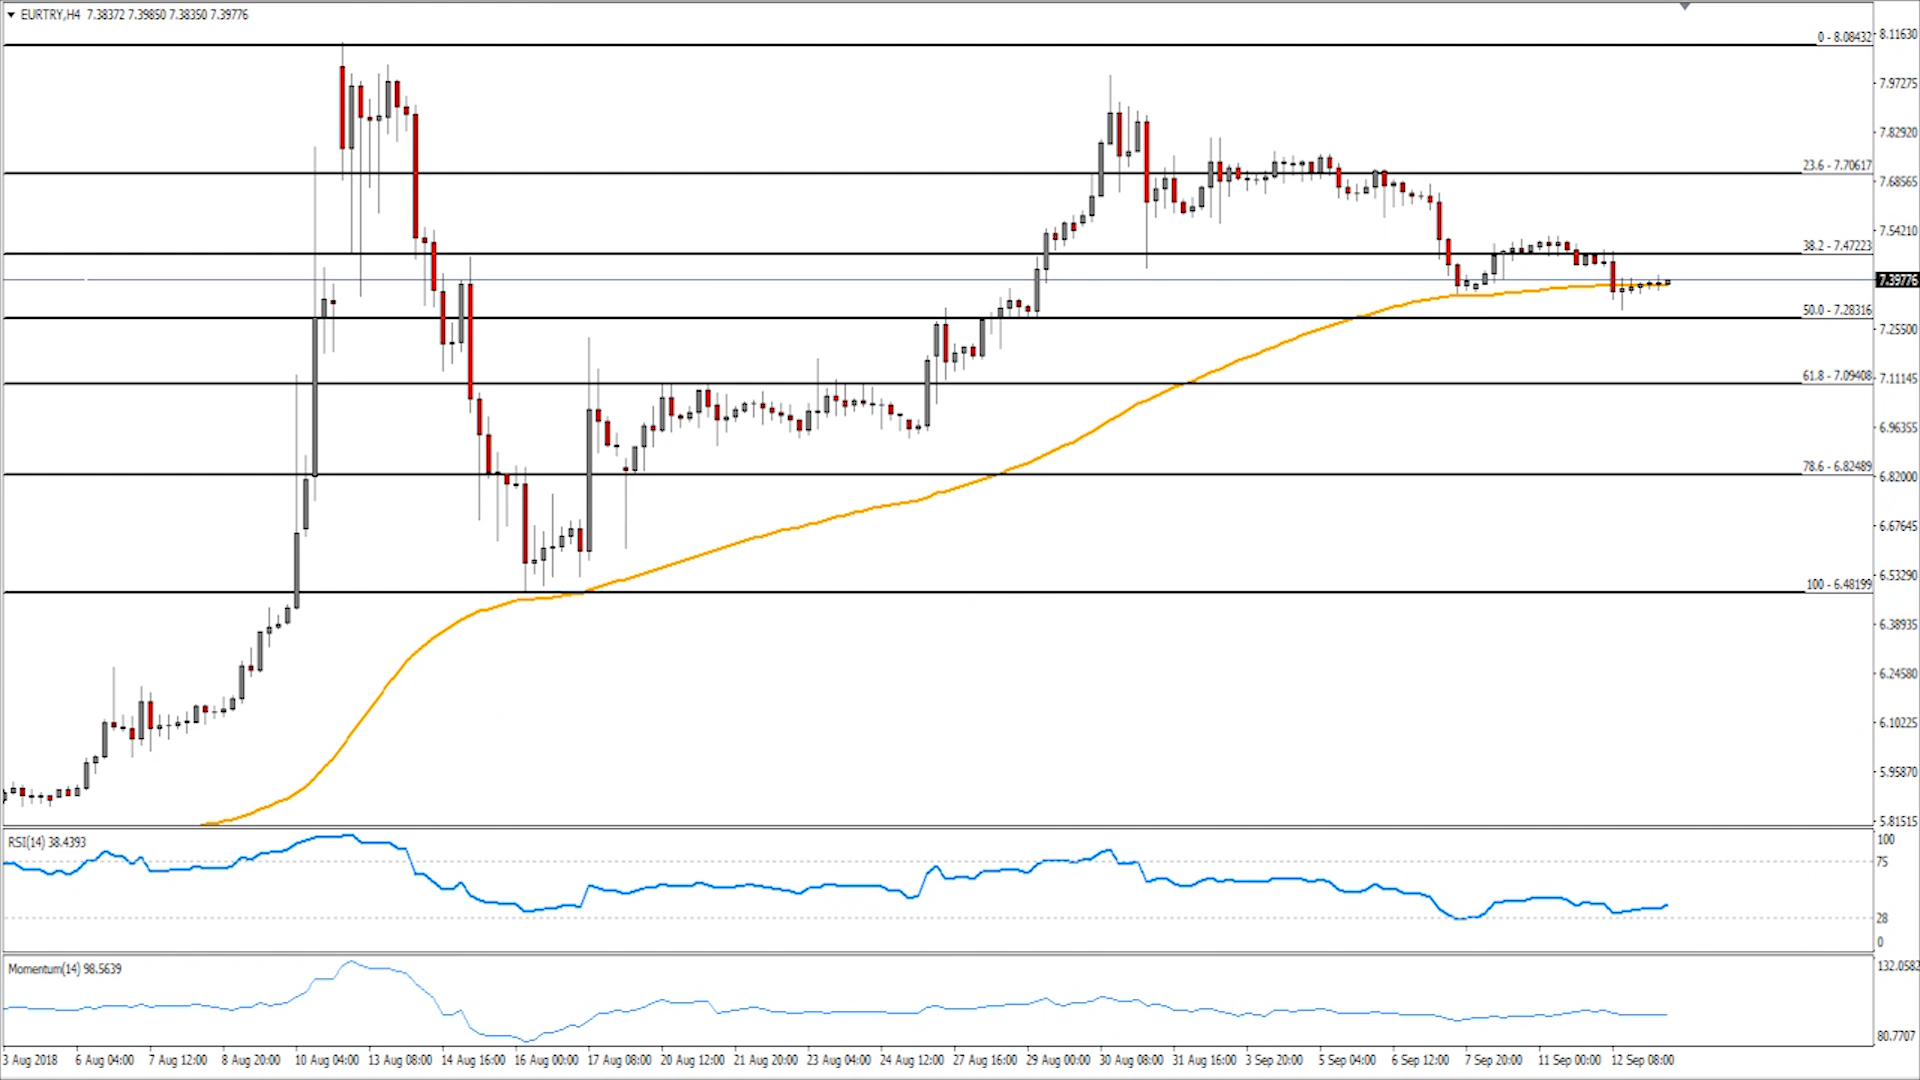 EURTRY,H4 7.38372 7.39850 7.38350 7.39776
0 - 8.08432
23.6 - 7.70617
38.2 - 7.47223
50.0 - 7.28316
61.8 - 7.09408
78.6 - 6.82489
100 - 6.48199
8.11630
7.97275
7.82920
7.68565
7.54210
7.39776
7.25500
7.11145
6.96355
6.82000
6.67645
6.53290
6.38935
6.24580
6.10225
5.95870
5.81515
RSI(14) 38.4393
100
75
28
0
Momentum(14) 98.5639
132.0582
80.7707
3 Aug 2018 6 Aug 04:00 7 Aug 12:00 8 Aug 20:00 10 Aug 04:00 13 Aug 08:00 14 Aug 16:00 16 Aug 00:00 17 Aug 08:00 20 Aug 12:00 21 Aug 20:00 23 Aug 04:00 24 Aug 12:00 27 Aug 16:00 29 Aug 00:00 30 Aug 08:00 31 Aug 16:00 3 Sep 20:00 5 Sep 04:00 6 Sep 12:00 7 Sep 20:00 11 Sep 00:00 12 Sep 08:00